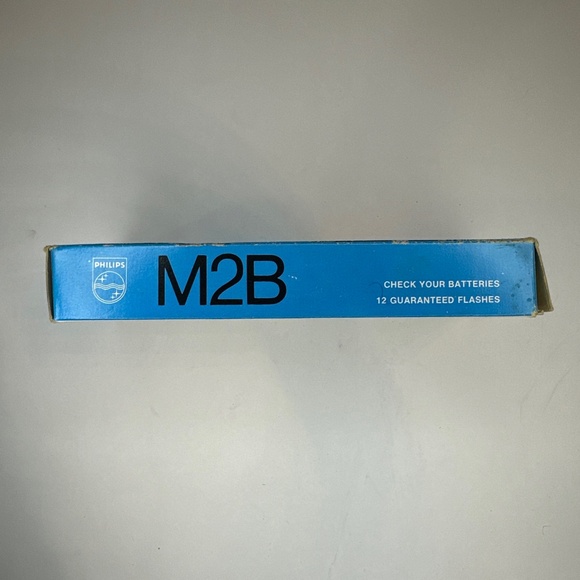 PHILIPS
M2B
CHECK YOUR BATTERIES
12 GUARANTEED FLASHES